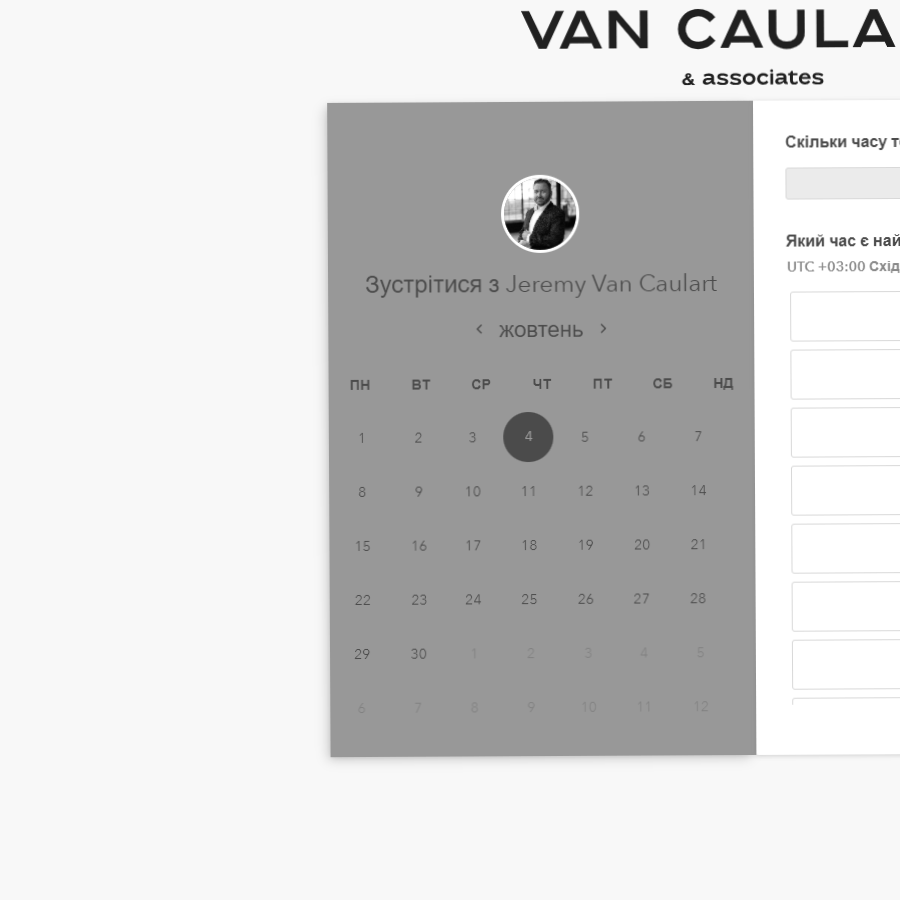 VAN CAULA
& associates
Скільки часу
Зустрітися з Jeremy Van Caulart
Який час є най
UTC +03:00 Схід
‹ жовтень ›
ПН ВТ СР ЧТ ПТ СБ НД
1 2 3 4 5 6 7
8 9 10 11 12 13 14
15 16 17 18 19 20 21
22 23 24 25 26 27 28
29 30 1 2 3 4 5
6 7 8 9 10 11 12